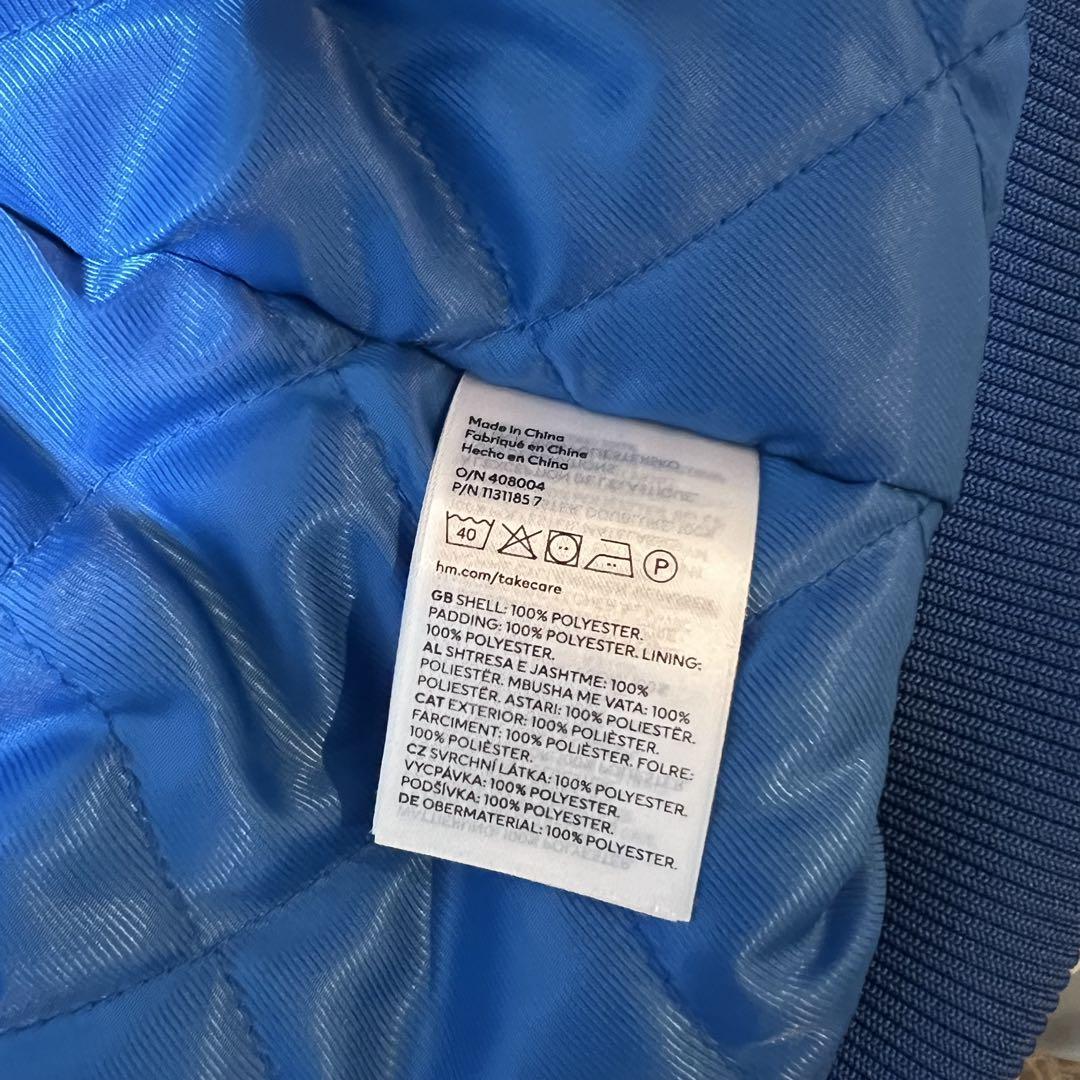 Made in China
Fabriqué en Chine
Hecho en China
O/N 408004
P/N 1131185 7
40
P
hm.com/takecare
GB SHELL: 100% POLYESTER.
PADDING: 100% POLYESTER. LINING:
100% POLYESTER.
AL SHTRESA E JASHTME: 100%
POLIESTËR. MBUSHA ME VATA: 100%
POLIESTËR. ASTARI: 100% POLIESTËR.
CAT EXTERIOR: 100% POLIÈSTER.
FARCIMENT: 100% POLIÈSTER. FOLRE:
100% POLIÈSTER.
CZ SVRCHNÍ LÁTKA: 100% POLYESTER.
VYCPÁVKA: 100% POLYESTER.
PODŠÍVKA: 100% POLYESTER.
DE OBERMATERIAL: 100% POLYESTER.